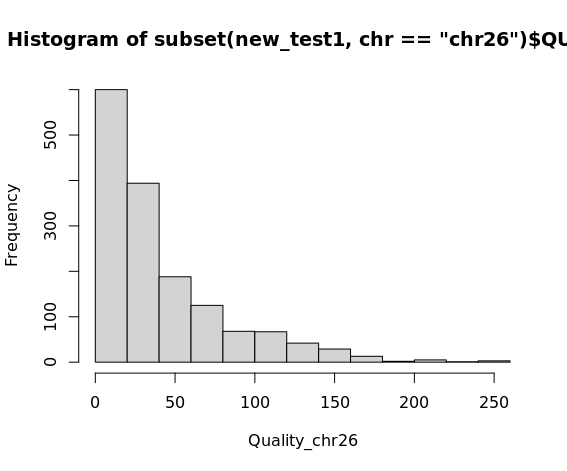 Histogram of subset(new_test1, chr == "chr26")$QU
Frequency
500
300
100
0
0 50 100 150 200 250
Quality_chr26